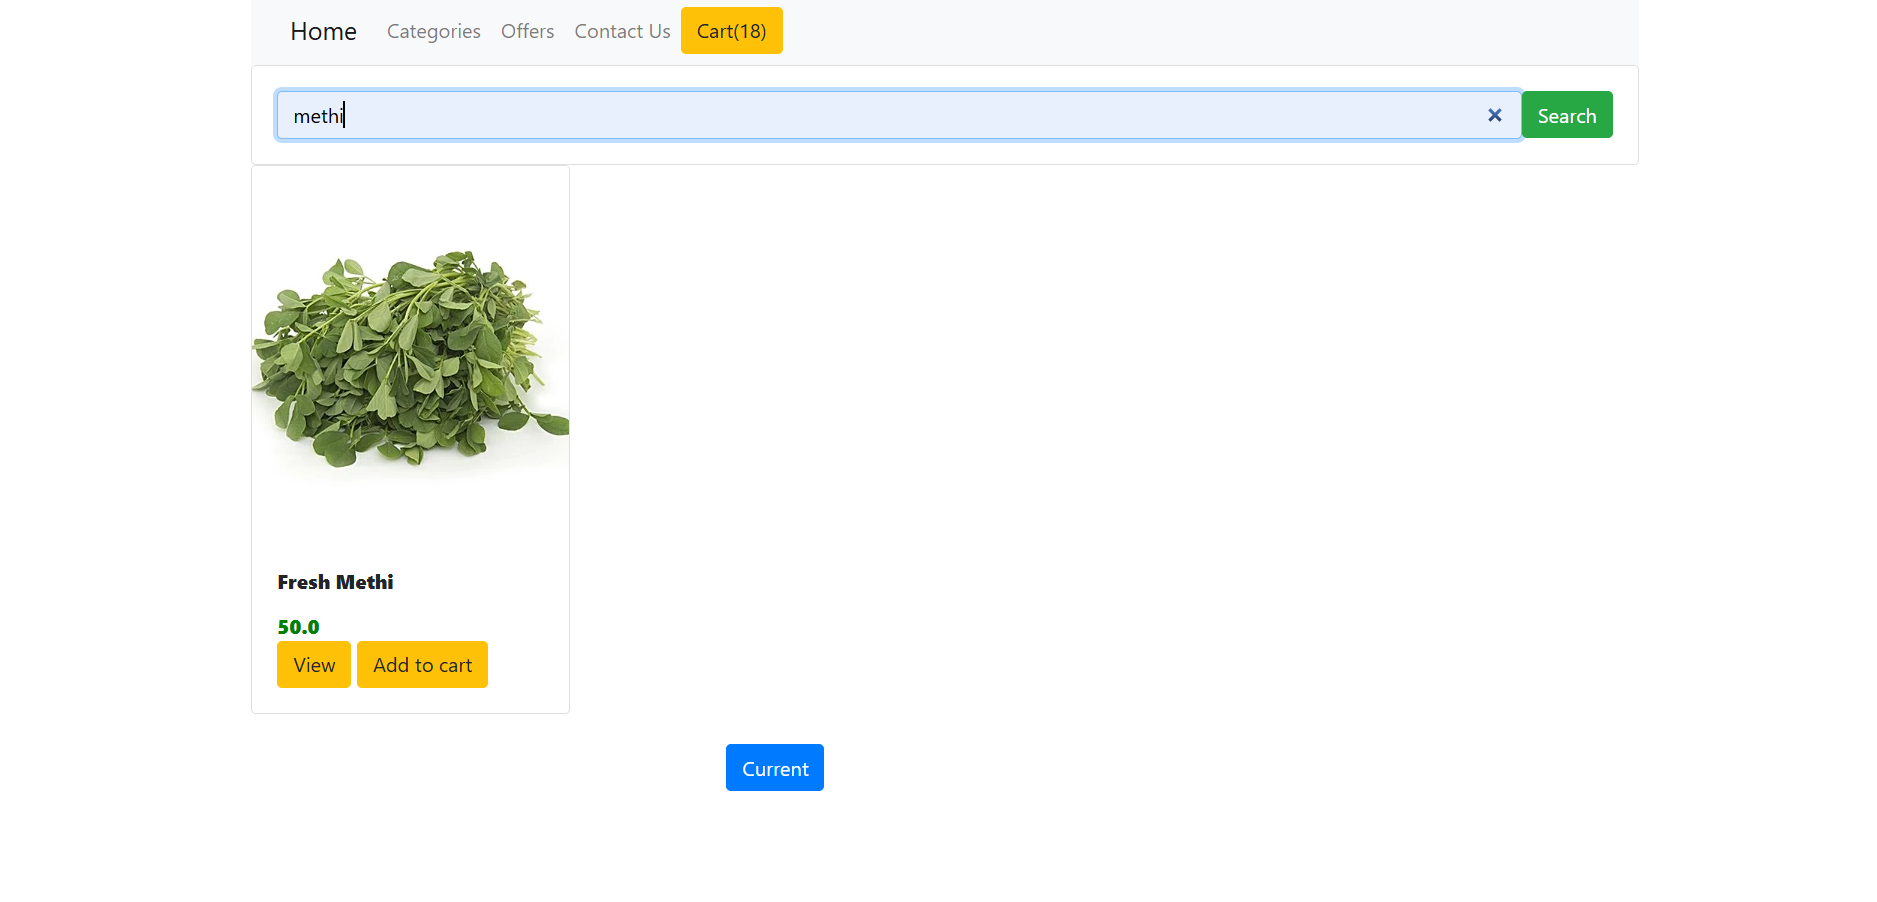 Home Categories Offers Contact Us Cart(18)
methi × Search
Fresh Methi
50.0
View Add to cart
Current